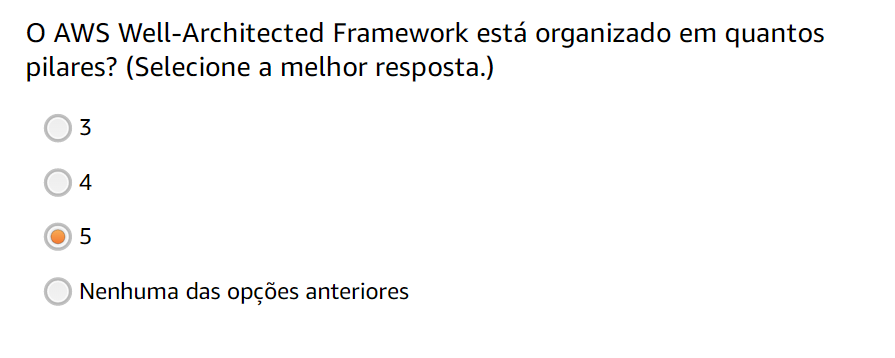 O AWS Well-Architected Framework está organizado em quantos
pilares? (Selecione a melhor resposta.)
3
4
5
Nenhuma das opções anteriores